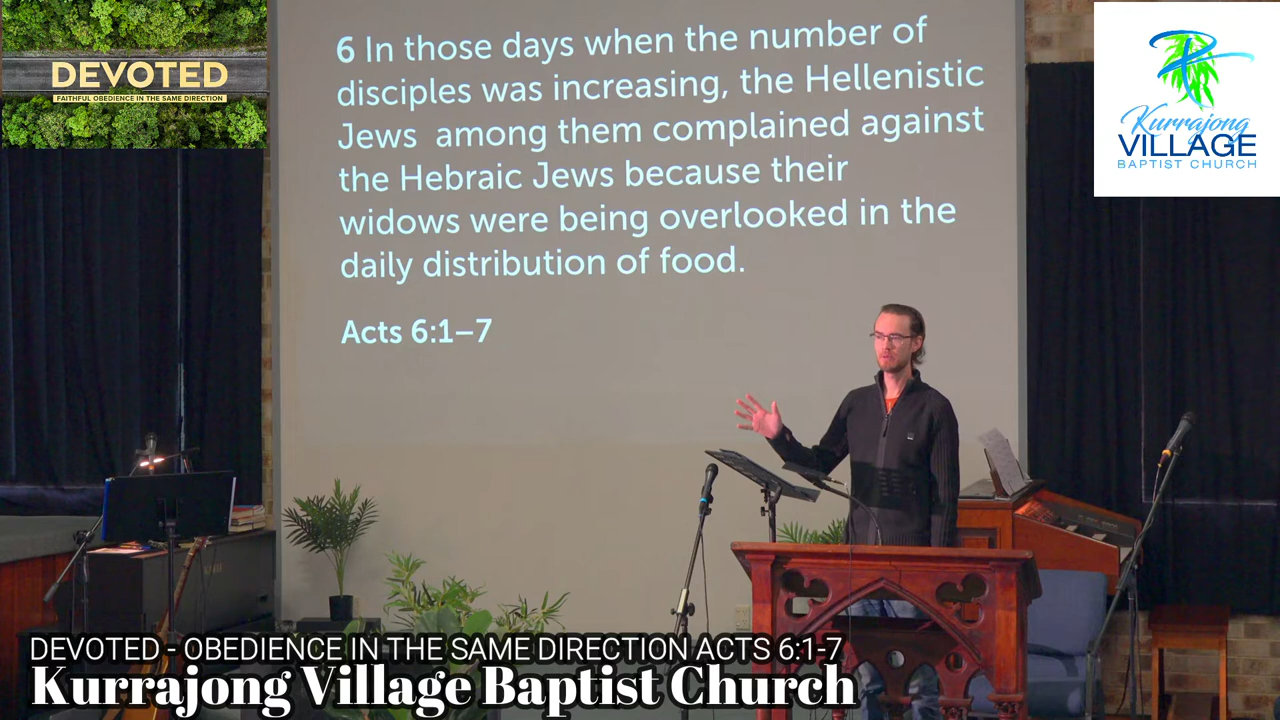 DEVOTED
FAITHFUL OBEDIENCE IN THE SAME DIRECTION
6 In those days when the number of
disciples was increasing, the Hellenistic
Jews among them complained against
the Hebraic Jews because their
widows were being overlooked in the
daily distribution of food.
Acts 6:1–7
Kurrajong
VILLAGE
BAPTIST CHURCH
DEVOTED - OBEDIENCE IN THE SAME DIRECTION ACTS 6:1-7
Kurrajong Village Baptist Church